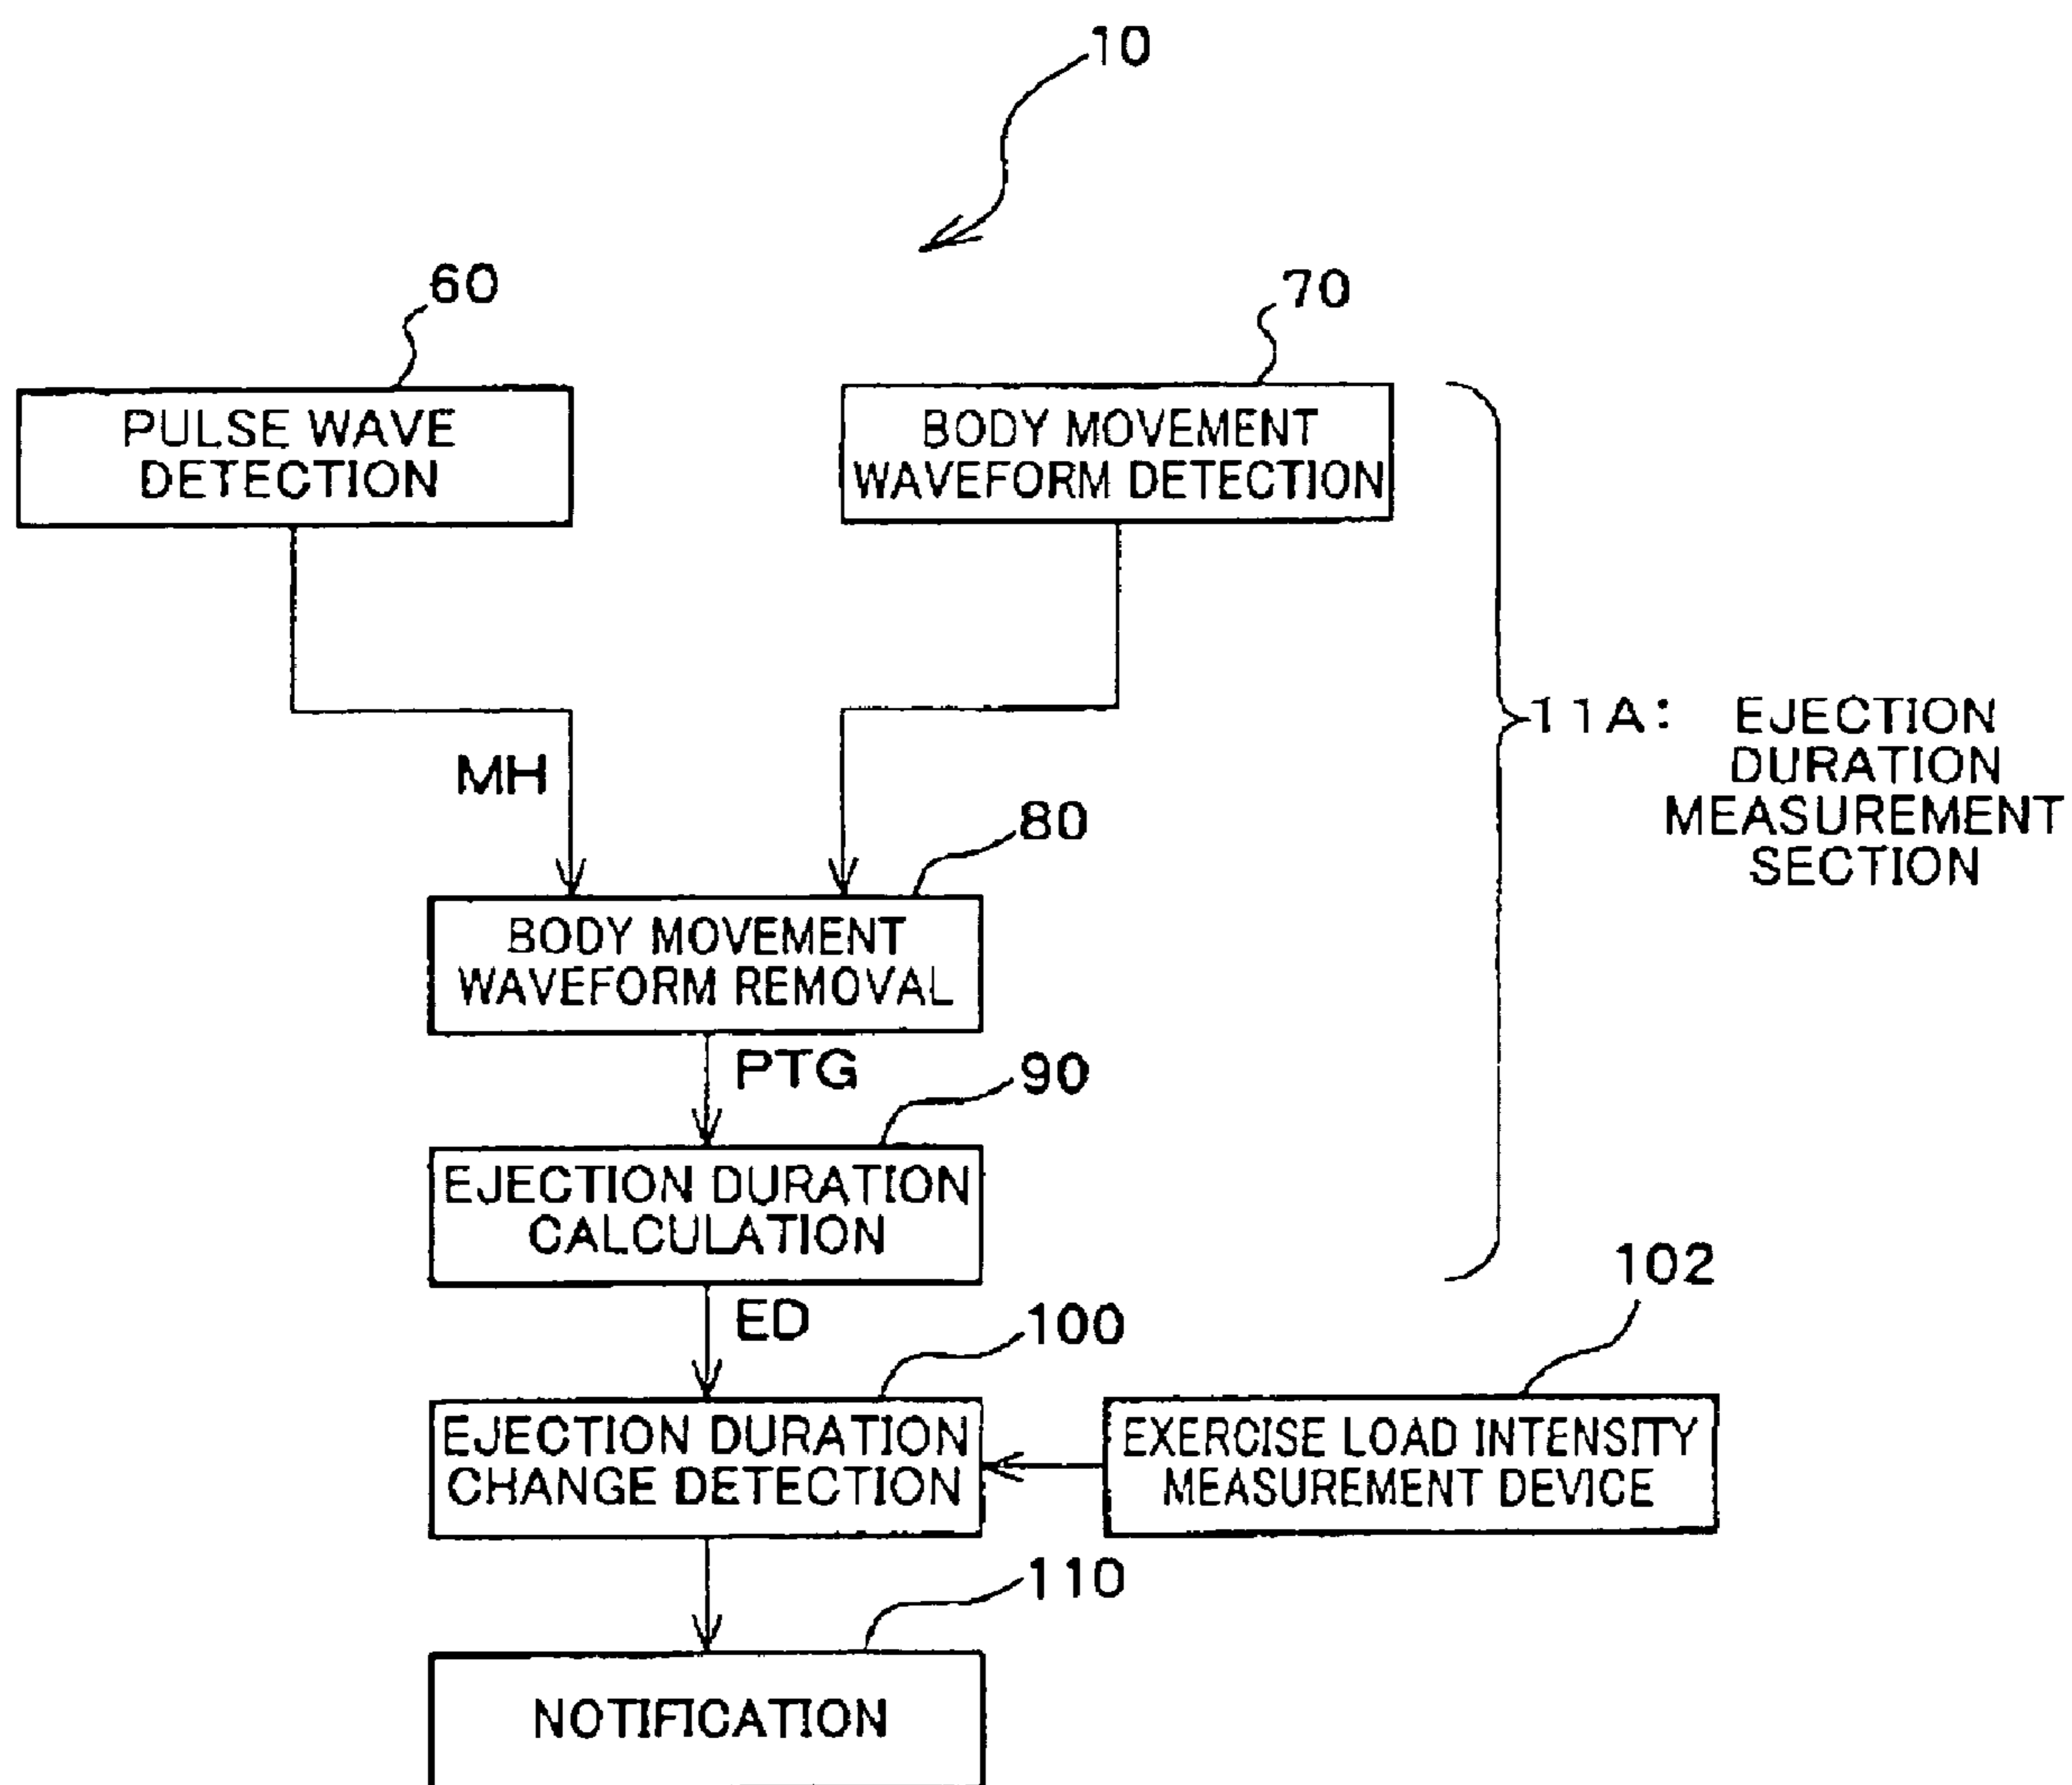 10
60
70
PULSE WAVE
DETECTION
BODY MOVEMENT
WAVEFORM DETECTION
11A: EJECTION
DURATION
MEASUREMENT
SECTION
MH
80
BODY MOVEMENT
WAVEFORM REMOVAL
PTG
90
EJECTION DURATION
CALCULATION
102
ED
100
EJECTION DURATION
CHANGE DETECTION
EXERCISE LOAD INTENSITY
MEASUREMENT DEVICE
110
NOTIFICATION